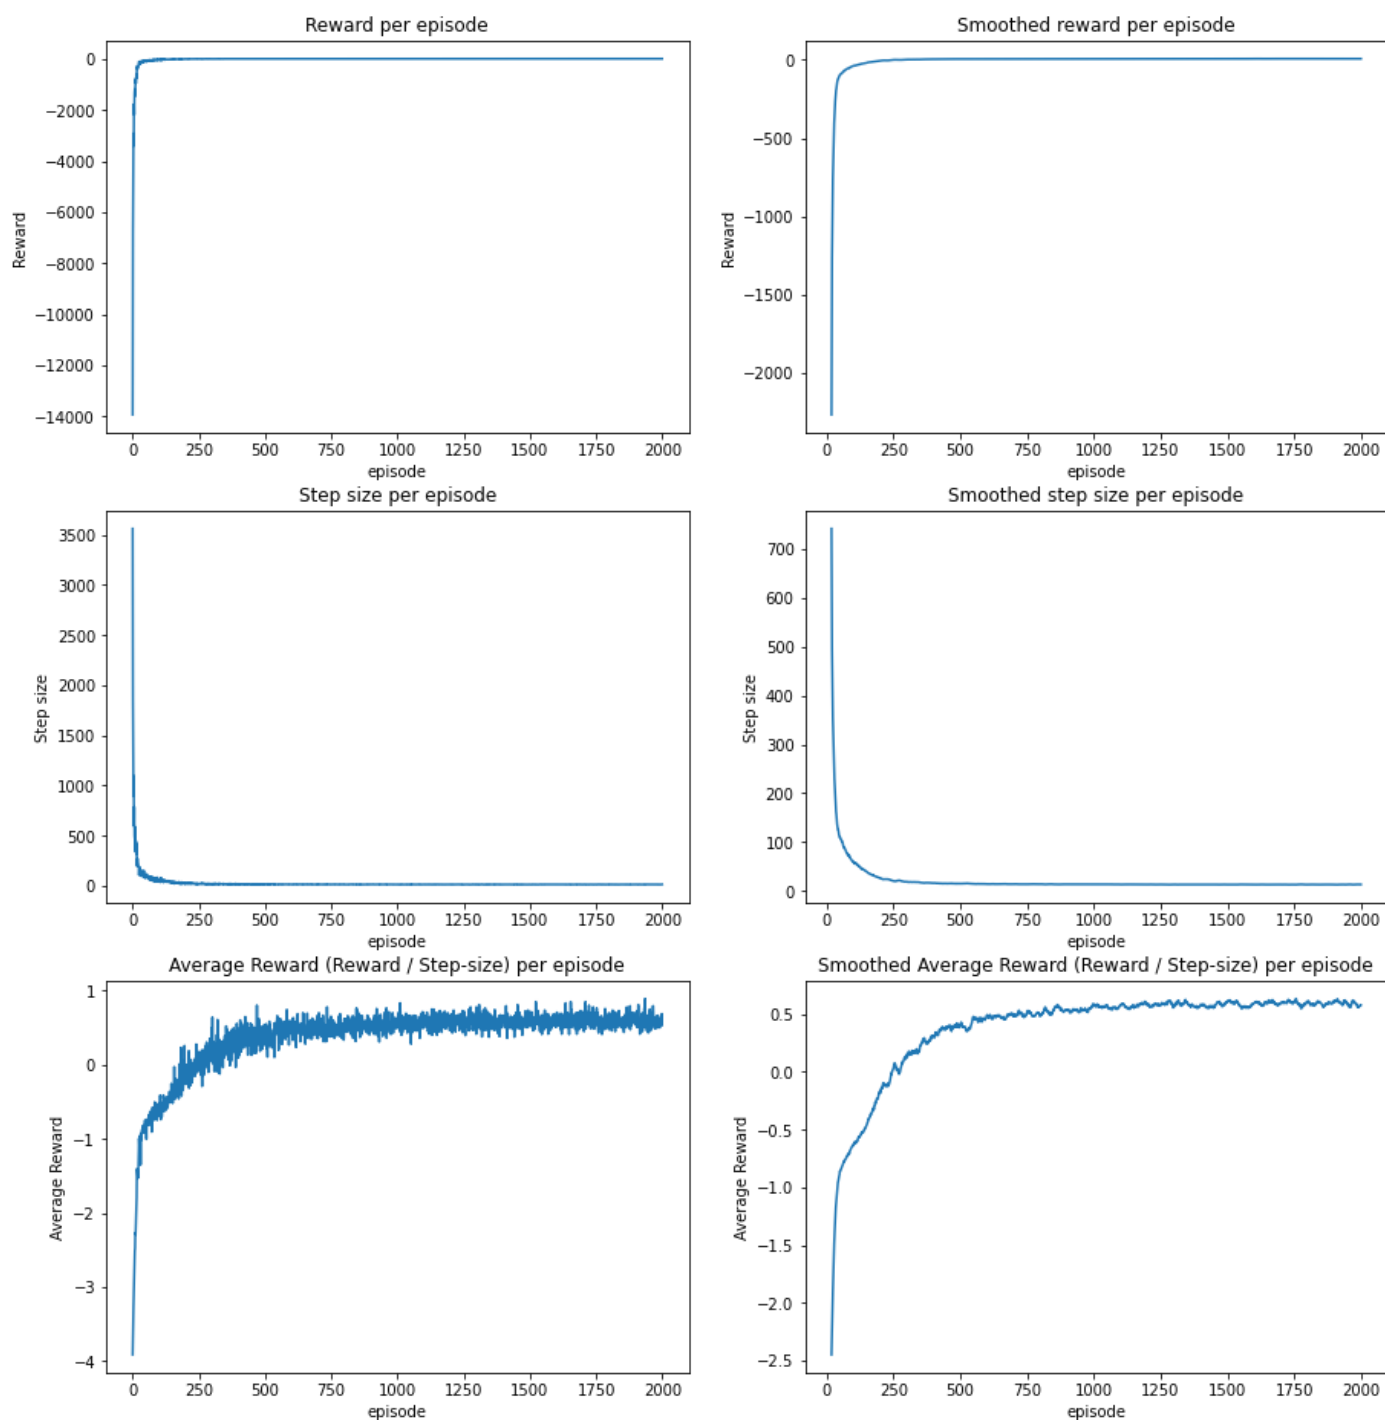 Reward per episode
Reward
0
−2000
−4000
−6000
−8000
−10000
−12000
−14000
0 250 500 750 1000 1250 1500 1750 2000
episode
Smoothed reward per episode
Reward
0
−500
−1000
−1500
−2000
0 250 500 750 1000 1250 1500 1750 2000
episode
Step size per episode
Step size
3500
3000
2500
2000
1500
1000
500
0
0 250 500 750 1000 1250 1500 1750 2000
episode
Smoothed step size per episode
Step size
700
600
500
400
300
200
100
0
0 250 500 750 1000 1250 1500 1750 2000
episode
Average Reward (Reward / Step-size) per episode
Average Reward
1
0
−1
−2
−3
−4
0 250 500 750 1000 1250 1500 1750 2000
episode
Smoothed Average Reward (Reward / Step-size) per episode
Average Reward
0.5
0.0
−0.5
−1.0
−1.5
−2.0
−2.5
0 250 500 750 1000 1250 1500 1750 2000
episode